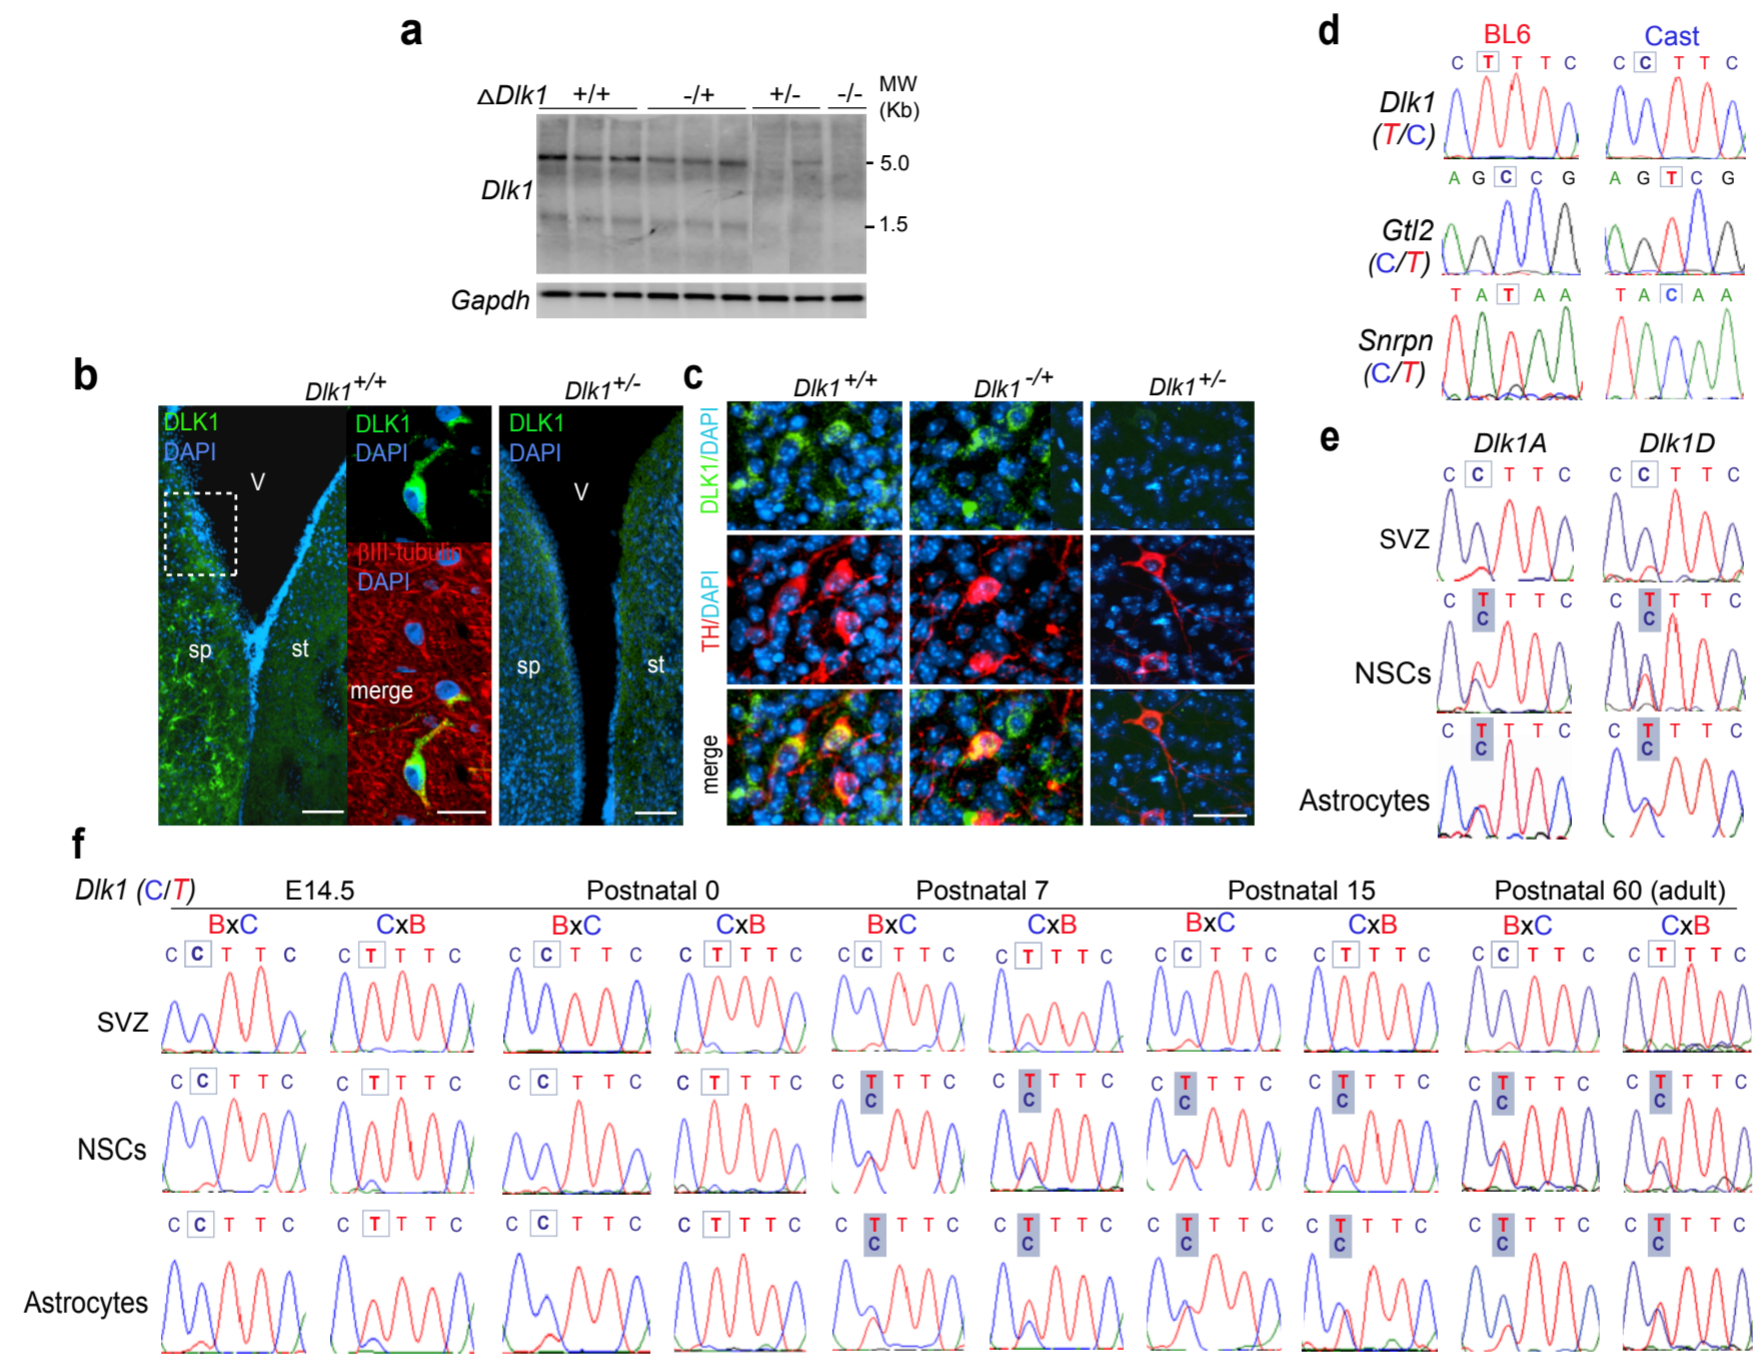 a
ΔDlk1 +/+ -/+ +/- -/- MW
(Kb)
Dlk1
5.0
1.5
Gapdh
b
Dlk1+/+ Dlk1+/-
DLK1
DAPI
V
sp
st
DLK1
DAPI
βIII-tubulin
DAPI
merge
DLK1
DAPI
V
sp
st
c
Dlk1+/+ Dlk1-/+ Dlk1+/-
DLK1/DAPI
TH/DAPI
merge
d
BL6 Cast
C T T T C C C T T C
Dlk1
(T/C)
A G C C G A G T C G
Gtl2
(C/T)
T A T A A T A C A A
Snrpn
(C/T)
e
Dlk1A Dlk1D
C C T T C C C T T C
SVZ
C T T T C C T T T C
C C
NSCs
C T T T C C T T T C
C C
Astrocytes
f
Dlk1 (C/T) E14.5 Postnatal 0 Postnatal 7 Postnatal 15 Postnatal 60 (adult)
BxC CxB BxC CxB BxC CxB BxC CxB BxC CxB
C C T T C C T T T C C C T T C C T T T C C C T T C C T T T C C C T T C C T T T C C C T T C C T T T C
SVZ
C C T T C C T T T C C C T T C C T T T C C T T T C C T T T C C T T T C C T T T C C T T T C C T T T C
C C C C C C
NSCs
C C T T C C T T T C C C T T C C T T T C C T T T C C T T T C C T T T C C T T T C C T T T C C T T T C
C C C C C C
Astrocytes